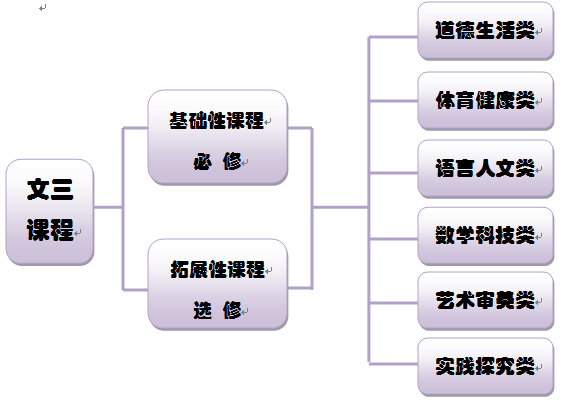 文三
课程
基础性课程
必 修
拓展性课程
选 修
道德生活类
体育健康类
语言人文类
数学科技类
艺术审美类
实践探究类